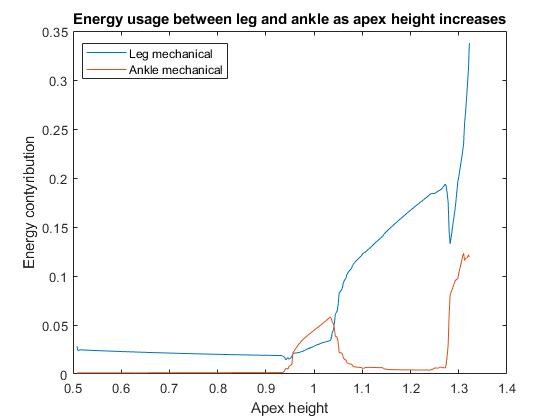 Energy usage between leg and ankle as apex height increases
0.35
0.3
0.25
0.2
0.15
0.1
0.05
0
Energy contyribution
Leg mechanical
Ankle mechanical
0.5 0.6 0.7 0.8 0.9 1 1.1 1.2 1.3 1.4
Apex height